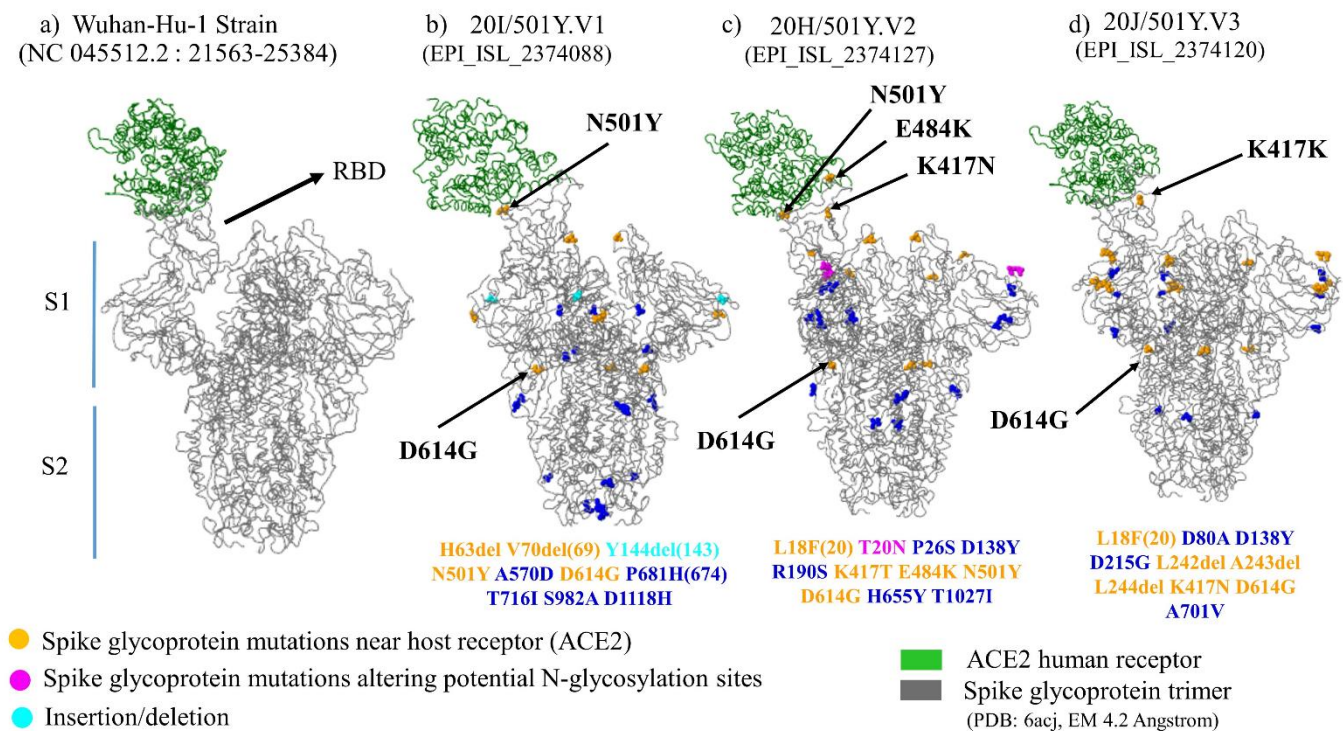 a) Wuhan-Hu-1 Strain
(NC 045512.2 : 21563-25384)
b) 20I/501Y.V1
(EPI_ISL_2374088)
c) 20H/501Y.V2
(EPI_ISL_2374127)
d) 20J/501Y.V3
(EPI_ISL_2374120)
RBD
N501Y
N501Y
E484K
K417N
K417K
S1
S2
D614G
D614G
D614G
H63del V70del(69) Y144del(143)
N501Y A570D D614G P681H(674)
T716I S982A D1118H
L18F(20) T20N P26S D138Y
R190S K417T E484K N501Y
D614G H655Y T1027I
L18F(20) D80A D138Y
D215G L242del A243del
L244del K417N D614G
A701V
Spike glycoprotein mutations near host receptor (ACE2)
Spike glycoprotein mutations altering potential N-glycosylation sites
Insertion/deletion
ACE2 human receptor
Spike glycoprotein trimer
(PDB: 6acj, EM 4.2 Angstrom)